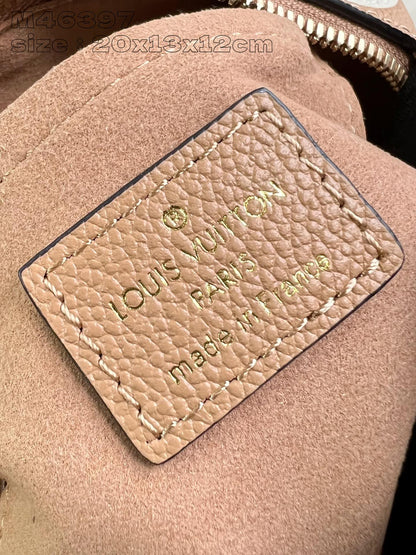 M46397
size : 20x13x12cm
®
LOUIS VUITTON
PARIS
made in France